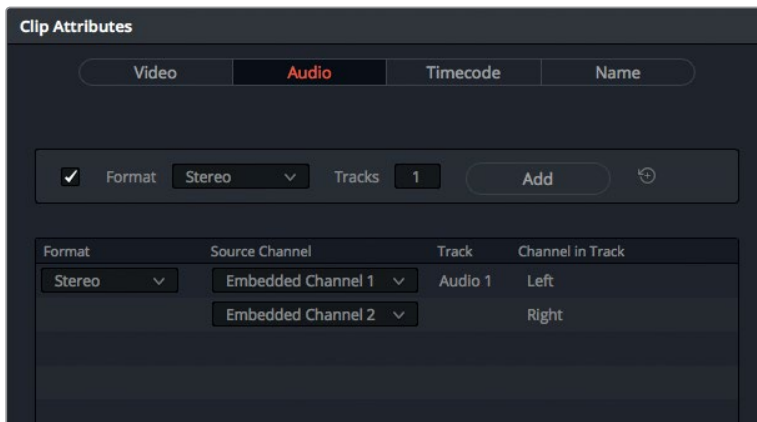 Clip Attributes
Video Audio Timecode Name
Format Stereo Tracks 1 Add
Format Source Channel Track Channel in Track
Stereo Embedded Channel 1 Audio 1 Left
Embedded Channel 2 Right